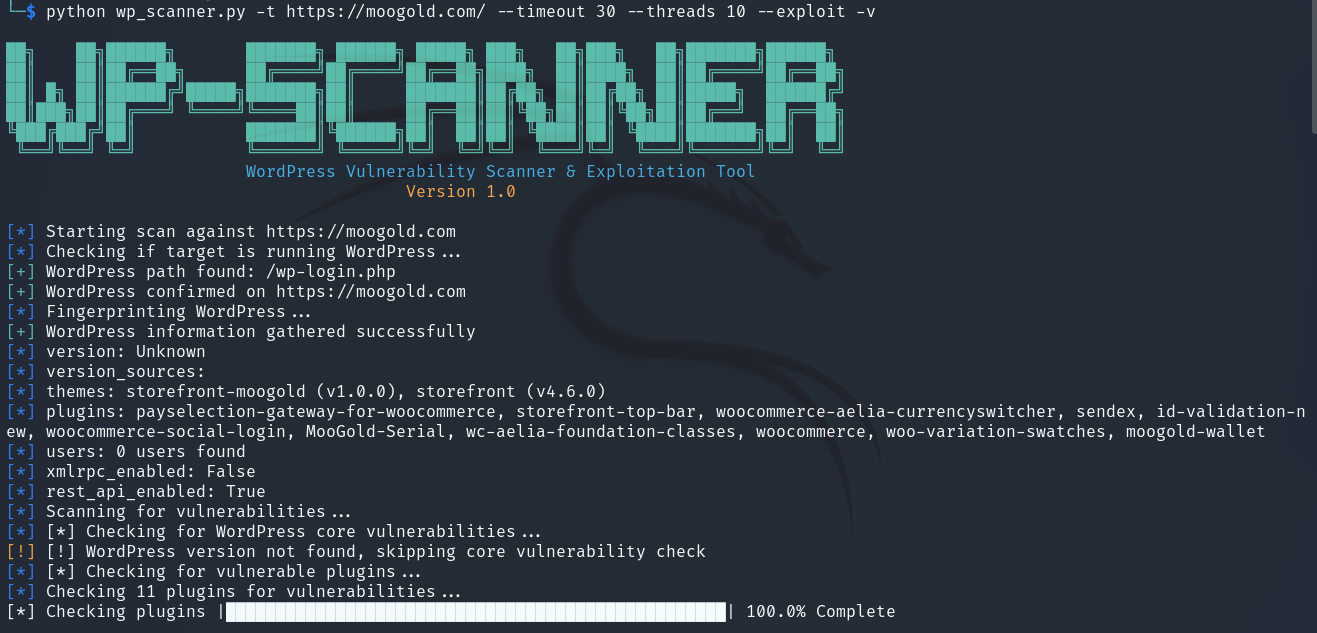 └─$ python wp_scanner.py -t https://moogold.com/ --timeout 30 --threads 10 --exploit -v
WP-SCANNER
WordPress Vulnerability Scanner & Exploitation Tool
Version 1.0
[*] Starting scan against https://moogold.com
[*] Checking if target is running WordPress...
[+] WordPress path found: /wp-login.php
[+] WordPress confirmed on https://moogold.com
[*] Fingerprinting WordPress...
[+] WordPress information gathered successfully
[*] version: Unknown
[*] version_sources:
[*] themes: storefront-moogold (v1.0.0), storefront (v4.6.0)
[*] plugins: payselection-gateway-for-woocommerce, storefront-top-bar, woocommerce-aelia-currencyswitcher, sendex, id-validation-n
ew, woocommerce-social-login, MooGold-Serial, wc-aelia-foundation-classes, woocommerce, woo-variation-swatches, moogold-wallet
[*] users: 0 users found
[*] xmlrpc_enabled: False
[*] rest_api_enabled: True
[*] Scanning for vulnerabilities...
[*] [*] Checking for WordPress core vulnerabilities...
[!] [!] WordPress version not found, skipping core vulnerability check
[*] [*] Checking for vulnerable plugins...
[*] Checking 11 plugins for vulnerabilities...
[*] Checking plugins |██████████████████████████████████████████████████| 100.0% Complete